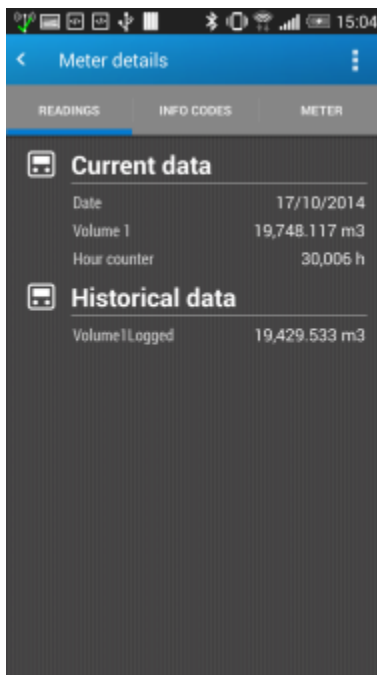 15:04
Meter details
READINGS INFO CODES METER
Current data
Date 17/10/2014
Volume 1 19,748.117 m3
Hour counter 30,006 h
Historical data
Volume1Logged 19,429.533 m3